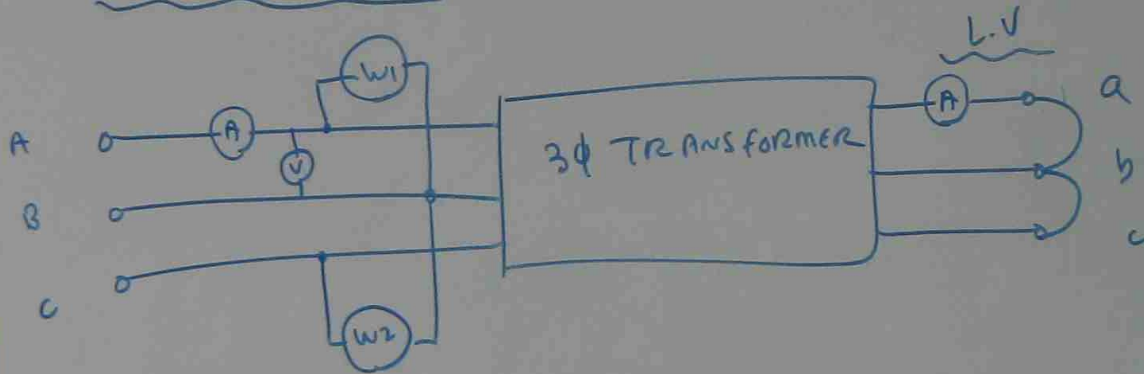 L.V
W1
A A A a
V
3ϕ TRANSFORMER
B b
C c
W2